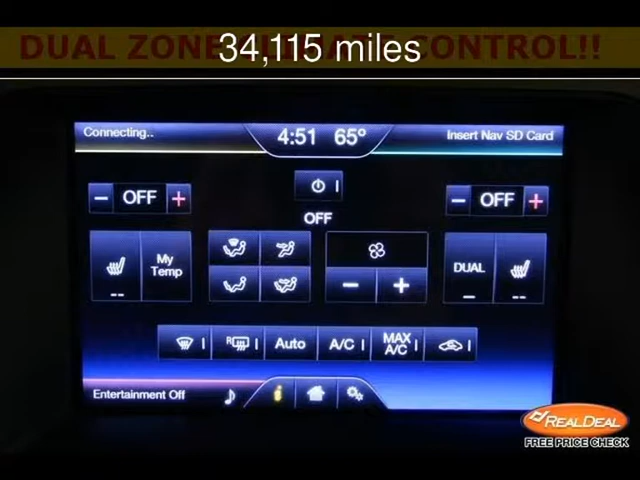 DUAL ZONE CLIMATE CONTROL!!
34,115 miles
Connecting..
4:51 65°
Insert Nav SD Card
− OFF +
− OFF +
OFF
My Temp
DUAL
− +
R
Auto
A/C
MAX A/C
Entertainment Off
i
REALDEAL
FREE PRICE CHECK